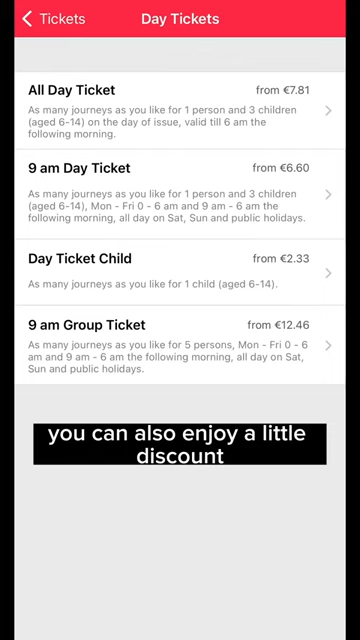 Tickets
Day Tickets
All Day Ticket
from €7.81
As many journeys as you like for 1 person and 3 children
(aged 6-14) on the day of issue, valid till 6 am the
following morning.
9 am Day Ticket
from €6.60
As many journeys as you like for 1 person and 3 children
(aged 6-14), Mon - Fri 0 - 6 am and 9 am - 6 am the
following morning, all day on Sat, Sun and public holidays.
Day Ticket Child
from €2.33
As many journeys as you like for 1 child (aged 6-14).
9 am Group Ticket
from €12.46
As many journeys as you like for 5 persons, Mon - Fri 0 - 6
am and 9 am - 6 am the following morning, all day on Sat,
Sun and public holidays.
you can also enjoy a little
discount